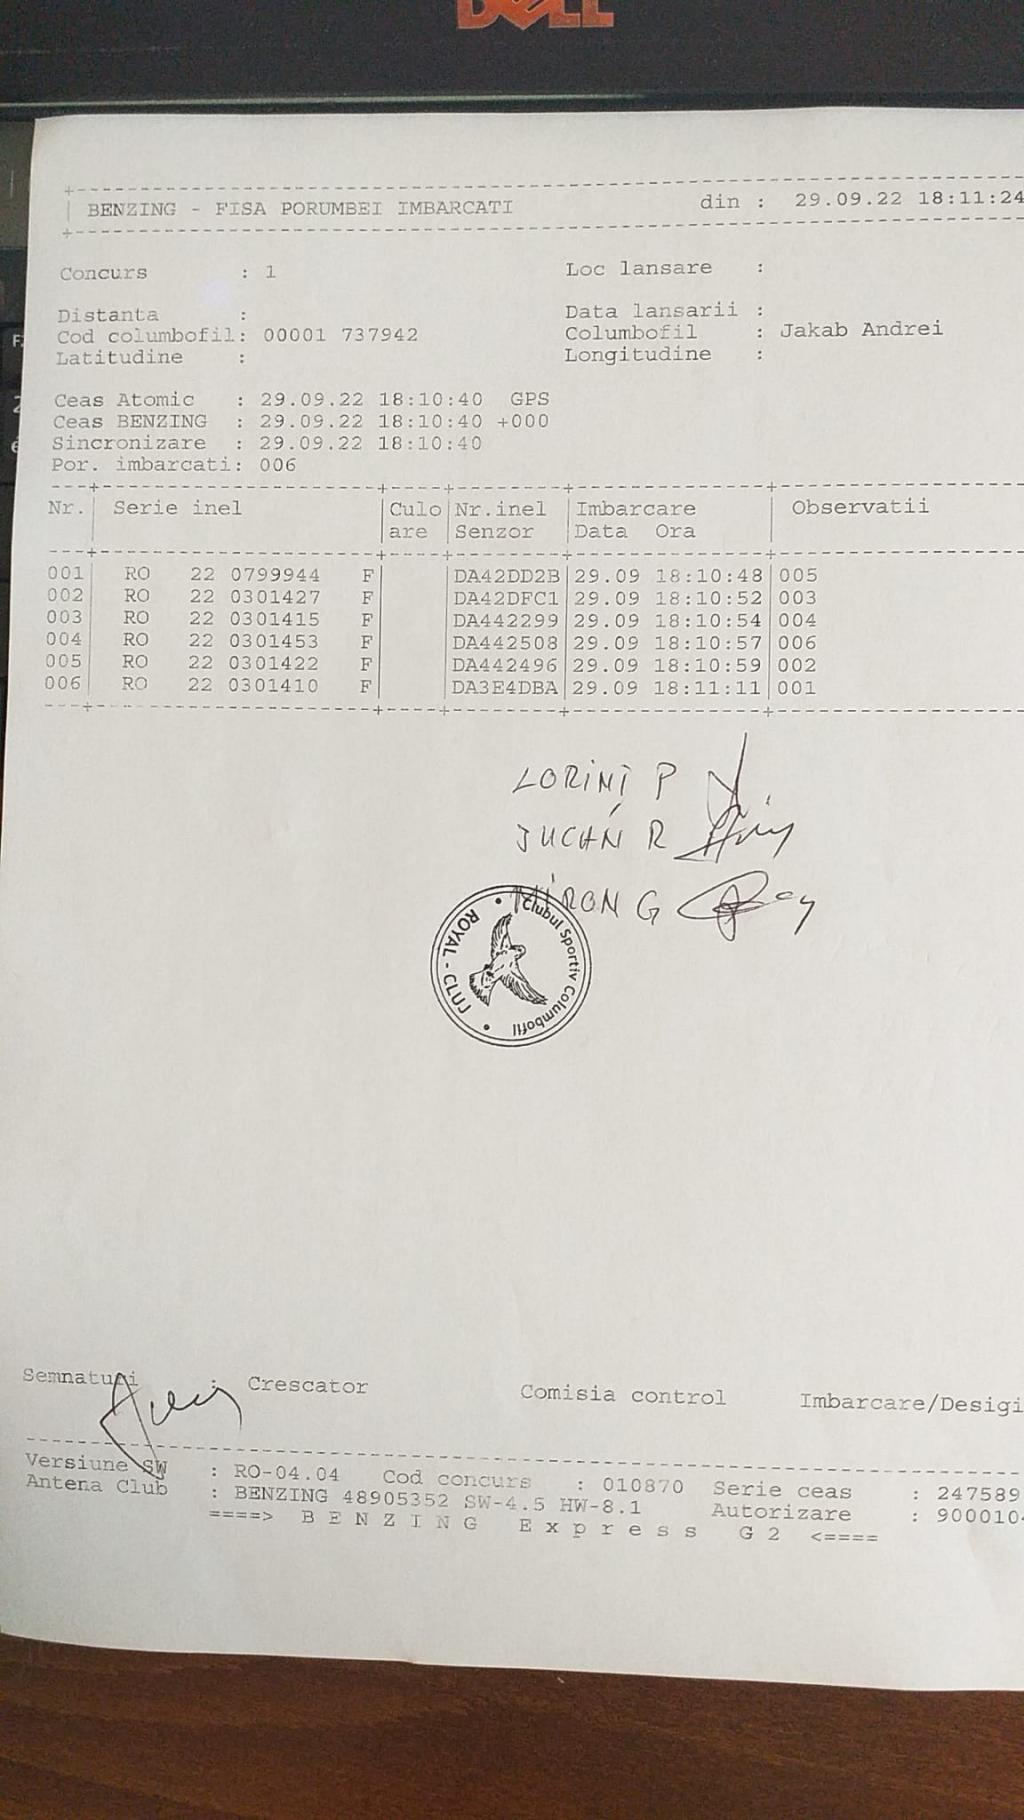 DELL
BENZING - FISA PORUMBEI IMBARCATI din : 29.09.22 18:11:24
Concurs : 1 Loc lansare :
Distanta : Data lansarii :
Cod columbofil: 00001 737942 Columbofil : Jakab Andrei
Latitudine : Longitudine :
Ceas Atomic : 29.09.22 18:10:40 GPS
Ceas BENZING : 29.09.22 18:10:40 +000
Sincronizare : 29.09.22 18:10:40
Por. imbarcati: 006
Nr. Serie inel Culo Nr.inel Imbarcare Observatii
are Senzor Data Ora
001 RO 22 0799944 F DA42DD2B 29.09 18:10:48 005
002 RO 22 0301427 F DA42DFC1 29.09 18:10:52 003
003 RO 22 0301415 F DA442299 29.09 18:10:54 004
004 RO 22 0301453 F DA442508 29.09 18:10:57 006
005 RO 22 0301422 F DA442496 29.09 18:10:59 002
006 RO 22 0301410 F DA3E4DBA 29.09 18:11:11 001
LORINȚ P
JUCÁN R
MIRON G
Clubul Sportiv Columbofil
ROYAL - CLUJ
Semnaturi : Crescator Comisia control Imbarcare/Desigi
Versiune SW : RO-04.04 Cod concurs : 010870 Serie ceas : 247589
Antena Club : BENZING 48905352 SW-4.5 HW-8.1 Autorizare : 900010
====> B E N Z I N G E x p r e s s G 2 <====